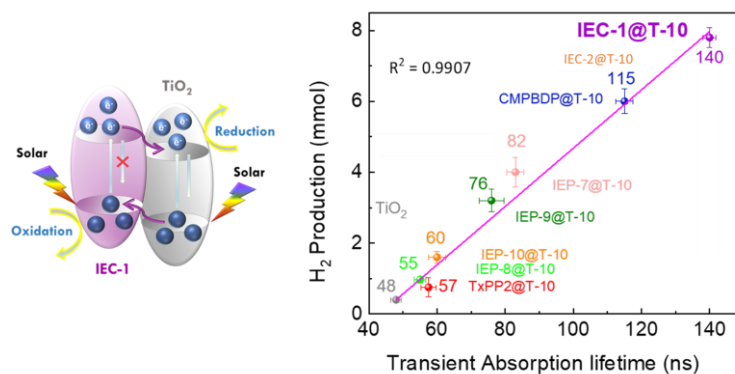 TiO2
e-
e-
e-
e-
e-
e-
Reduction
Solar
Solar
Oxidation
IEC-1
H2 Production (mmol)
8
6
4
2
0
R2 = 0.9907
IEC-1@T-10
140
IEC-2@T-10
115
CMPBDP@T-10
82
IEP-7@T-10
76
IEP-9@T-10
TiO2
60
IEP-10@T-10
55
IEP-8@T-10
48
57
TxPP2@T-10
40 60 80 100 120 140
Transient Absorption lifetime (ns)